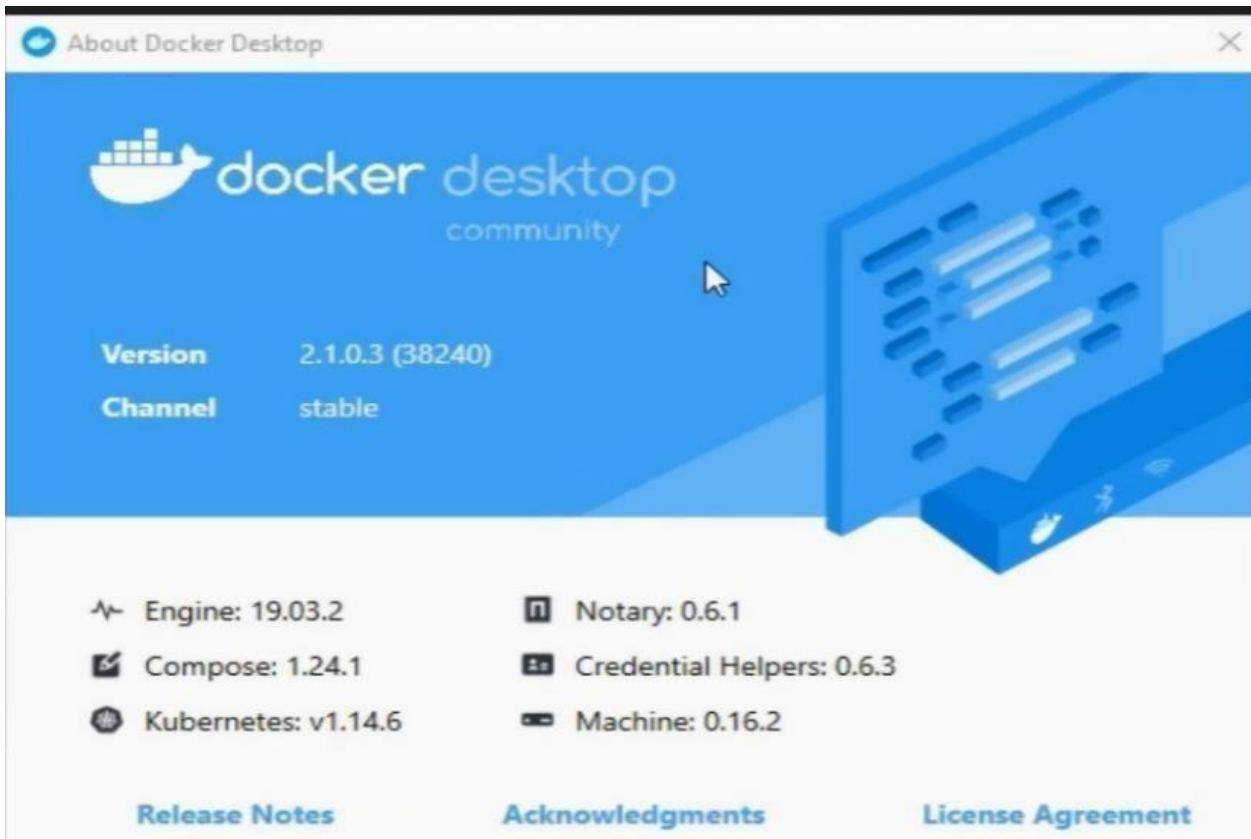 About Docker Desktop
docker desktop
community
Version 2.1.0.3 (38240)
Channel stable
Engine: 19.03.2 Notary: 0.6.1
Compose: 1.24.1 Credential Helpers: 0.6.3
Kubernetes: v1.14.6 Machine: 0.16.2
Release Notes Acknowledgments License Agreement